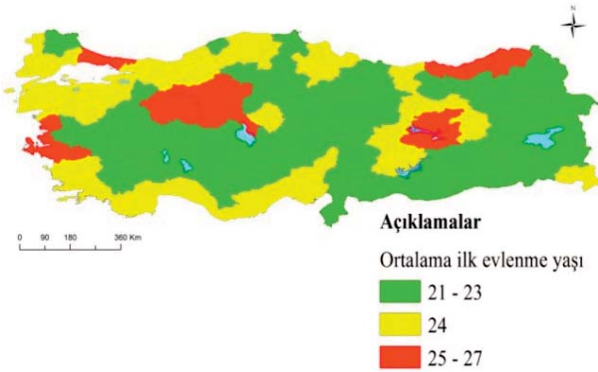 N
0 90 180 360 Km
Açıklamalar
Ortalama ilk evlenme yaşı
21 - 23
24
25 - 27